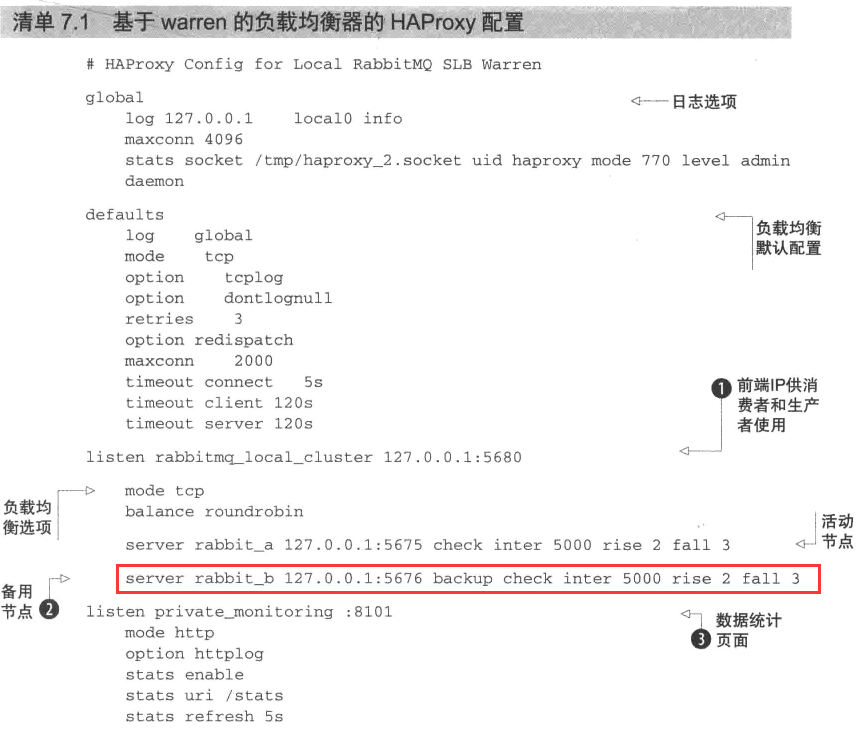 清单 7.1 基于 warren 的负载均衡器的 HAProxy 配置
# HAProxy Config for Local RabbitMQ SLB Warren
global
日志选项
log 127.0.0.1 local0 info
maxconn 4096
stats socket /tmp/haproxy_2.socket uid haproxy mode 770 level admin
daemon
defaults
负载均衡
默认配置
log global
mode tcp
option tcplog
option dontlognull
retries 3
option redispatch
maxconn 2000
timeout connect 5s
timeout client 120s
timeout server 120s
1 前端IP供消
费者和生产
者使用
listen rabbitmq_local_cluster 127.0.0.1:5680
负载均
衡选项
mode tcp
balance roundrobin
server rabbit_a 127.0.0.1:5675 check inter 5000 rise 2 fall 3
活动
节点
备用
节点 2
server rabbit_b 127.0.0.1:5676 backup check inter 5000 rise 2 fall 3
listen private_monitoring :8101
3 数据统计
页面
mode http
option httplog
stats enable
stats uri /stats
stats refresh 5s